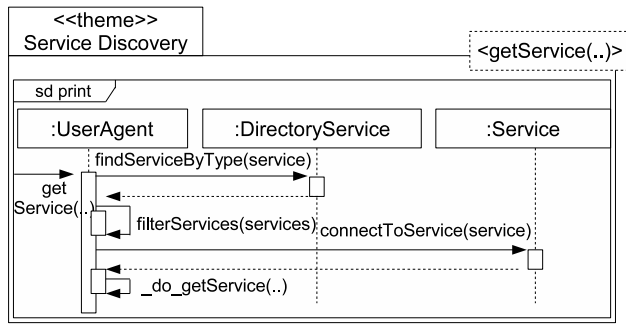 <<theme>>
Service Discovery
<getService(..)>
sd print
:UserAgent
:DirectoryService
:Service
findServiceByType(service)
get
Service(..)
filterServices(services)
connectToService(service)
_do_getService(..)